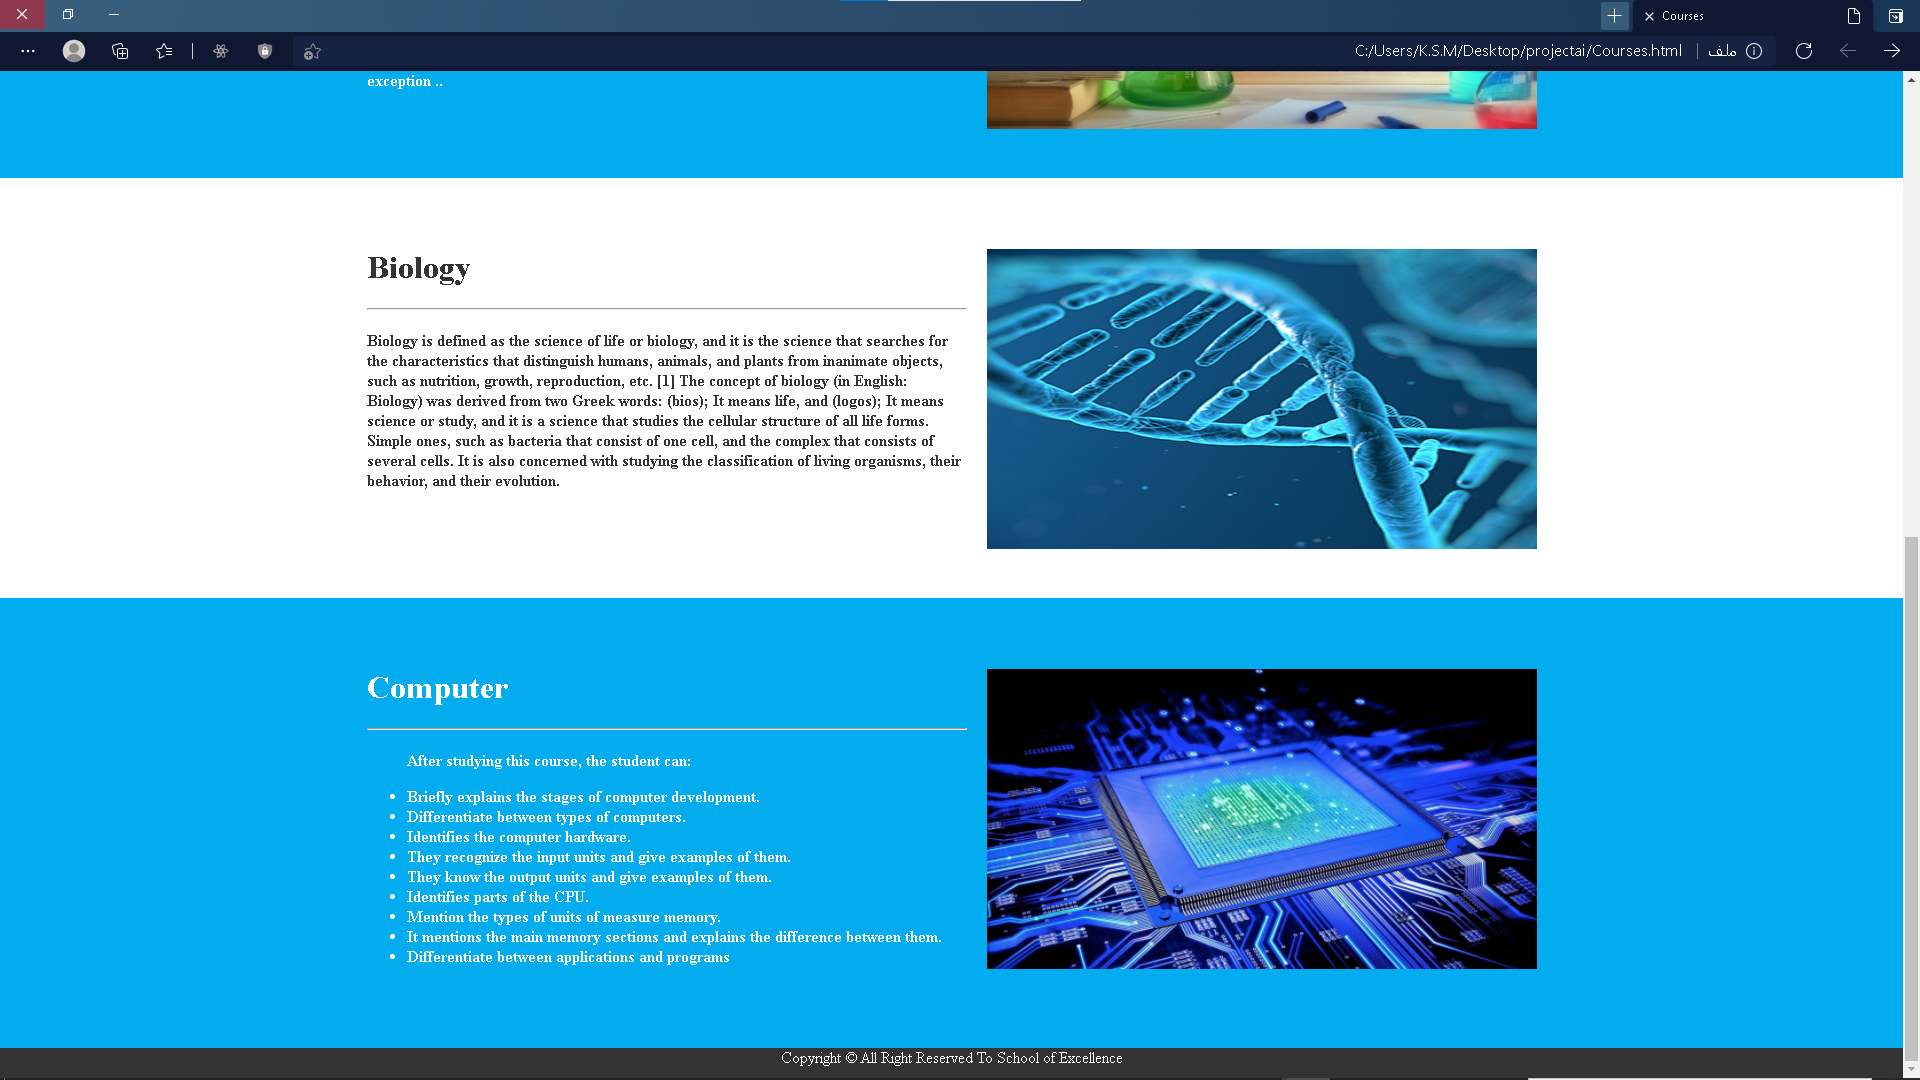 Courses
C:/Users/K.S.M/Desktop/projectai/Courses.html | ملف
exception ..
Biology
Biology is defined as the science of life or biology, and it is the science that searches for
the characteristics that distinguish humans, animals, and plants from inanimate objects,
such as nutrition, growth, reproduction, etc. [1] The concept of biology (in English:
Biology) was derived from two Greek words: (bios); It means life, and (logos); It means
science or study, and it is a science that studies the cellular structure of all life forms.
Simple ones, such as bacteria that consist of one cell, and the complex that consists of
several cells. It is also concerned with studying the classification of living organisms, their
behavior, and their evolution.
Computer
After studying this course, the student can:
• Briefly explains the stages of computer development.
• Differentiate between types of computers.
• Identifies the computer hardware.
• They recognize the input units and give examples of them.
• They know the output units and give examples of them.
• Identifies parts of the CPU.
• Mention the types of units of measure memory.
• It mentions the main memory sections and explains the difference between them.
• Differentiate between applications and programs
Copyright © All Right Reserved To School of Excellence